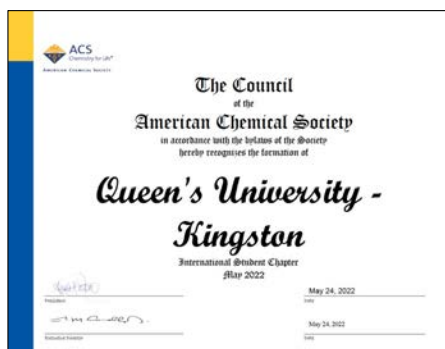 ACS
Chemistry for Life®
AMERICAN CHEMICAL SOCIETY
The Council
of the
American Chemical Society
in accordance with the bylaws of the Society
hereby recognizes the formation of
Queen's University -
Kingston
International Student Chapter
May 2022
May 24, 2022
President
Date
May 24, 2022
Executive Director
Date